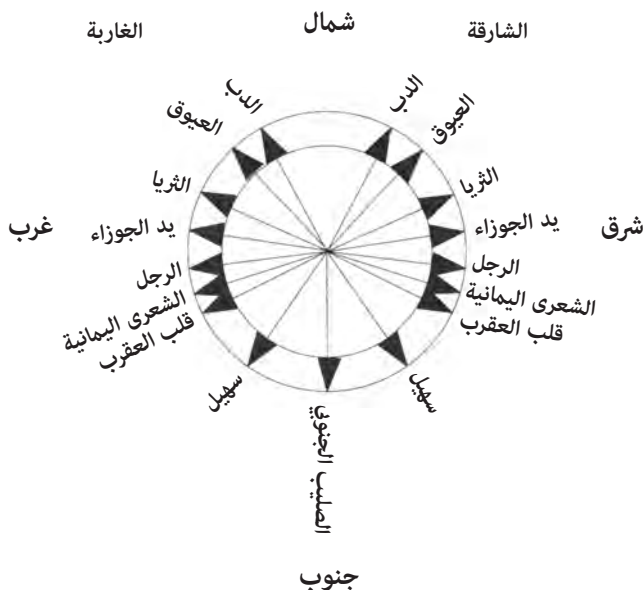 شمال
الشارقة
الغاربة
الدب
الدب
العيوق
العيوق
الثريا
الثريا
شرق
يد الجوزاء
يد الجوزاء
غرب
الرجل
الرجل
الشعرى اليمانية
الشعرى اليمانية
قلب العقرب
قلب العقرب
سهيل
سهيل
الصليب الجنوبي
جنوب